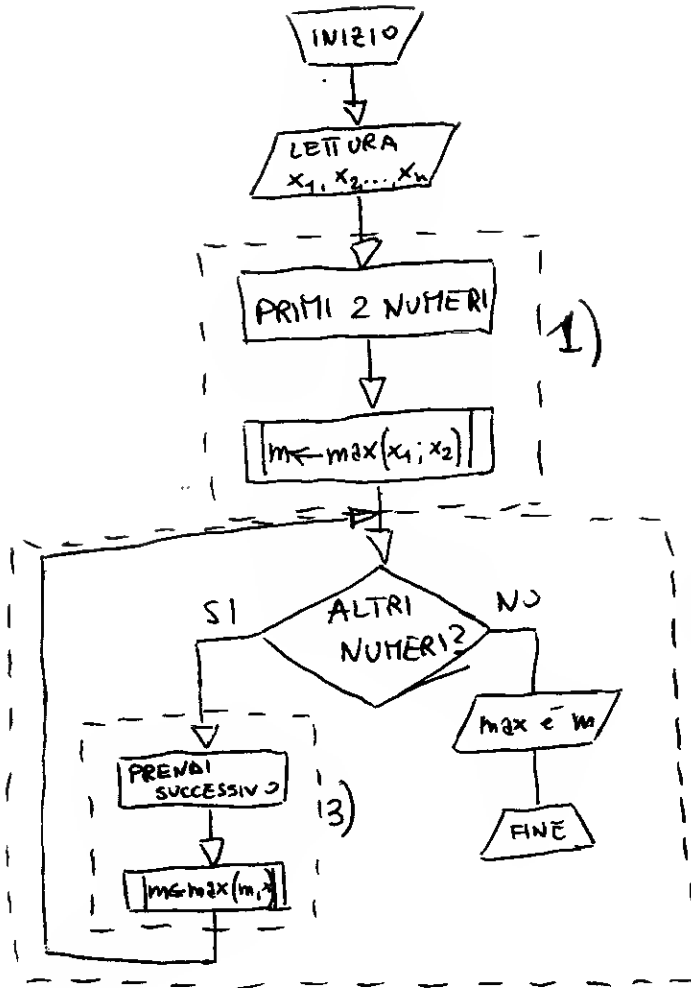 INIZIO
LETTURA
x₁, x₂..., xₙ
PRIMI 2 NUMERI
1)
m ← max(x₁; x₂)
SI
ALTRI
NUMERI?
NO
max è m
PRENDI
SUCCESSIVO
3)
FINE
m ← max(m, x)